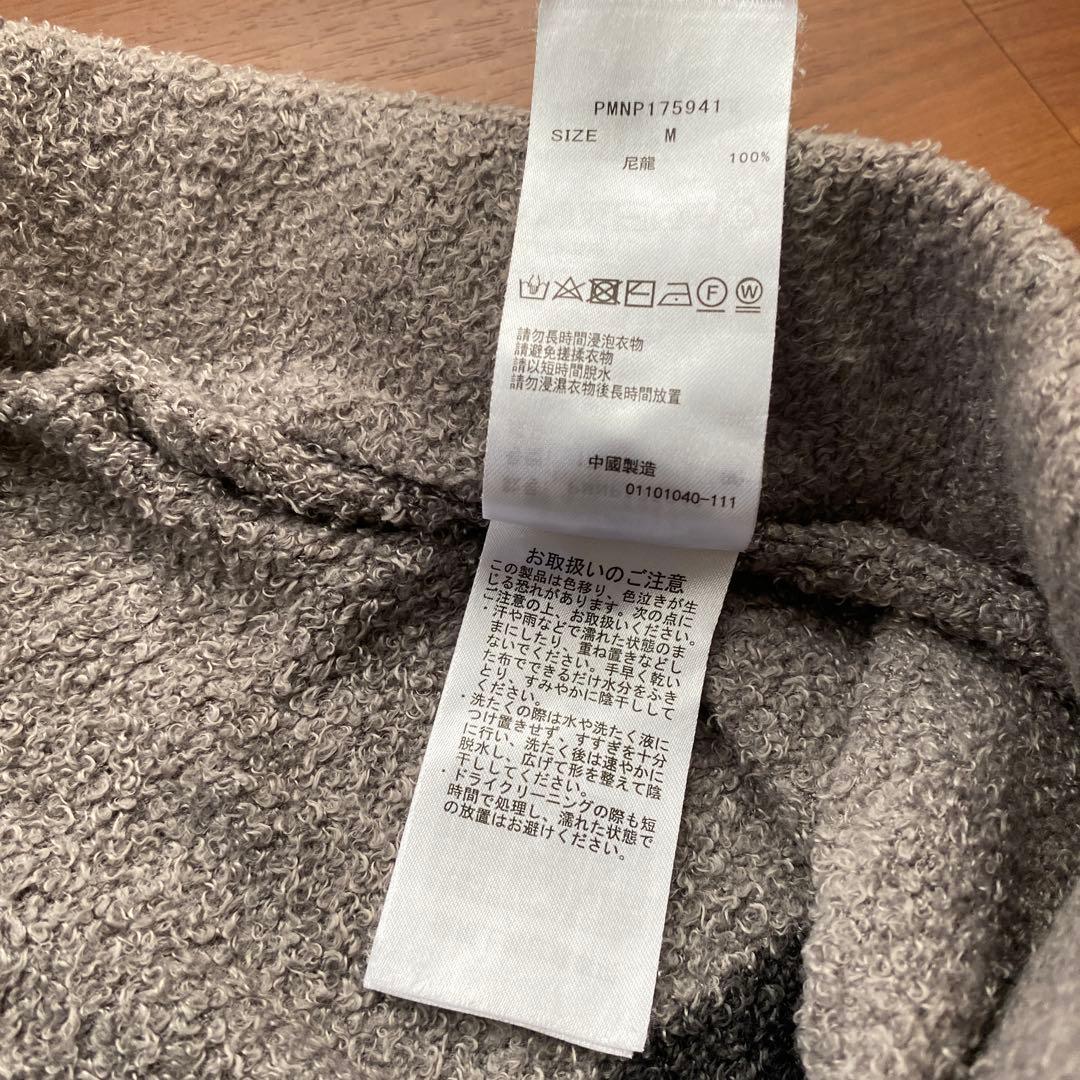 PMNP175941
SIZE M
尼龍 100%
F W
請勿長時間浸泡衣物
請避免搓揉衣物
請以短時間脫水
請勿浸濕衣物後長時間放置
中國製造
01101040-111
お取扱いのご注意
この製品は色移り、色泣きが生
じる恐れがあります。次の点に
ご注意の上、お取扱いください。
・汗や雨などで濡れた状態のま
まにしたり、重ね置きなどし
ないでください。手早く乾い
た布でできるだけ水分をふき
とり、すみやかに陰干しして
ください。
・洗たくの際は水や洗たく液に
つけ置きせず、すすぎを十分
に行い、洗たく後は速やかに
脱水し、広げて形を整えて陰
干ししてください。
・ドライクリーニングの際も短
時間で処理し、濡れた状態で
の放置はお避けください。